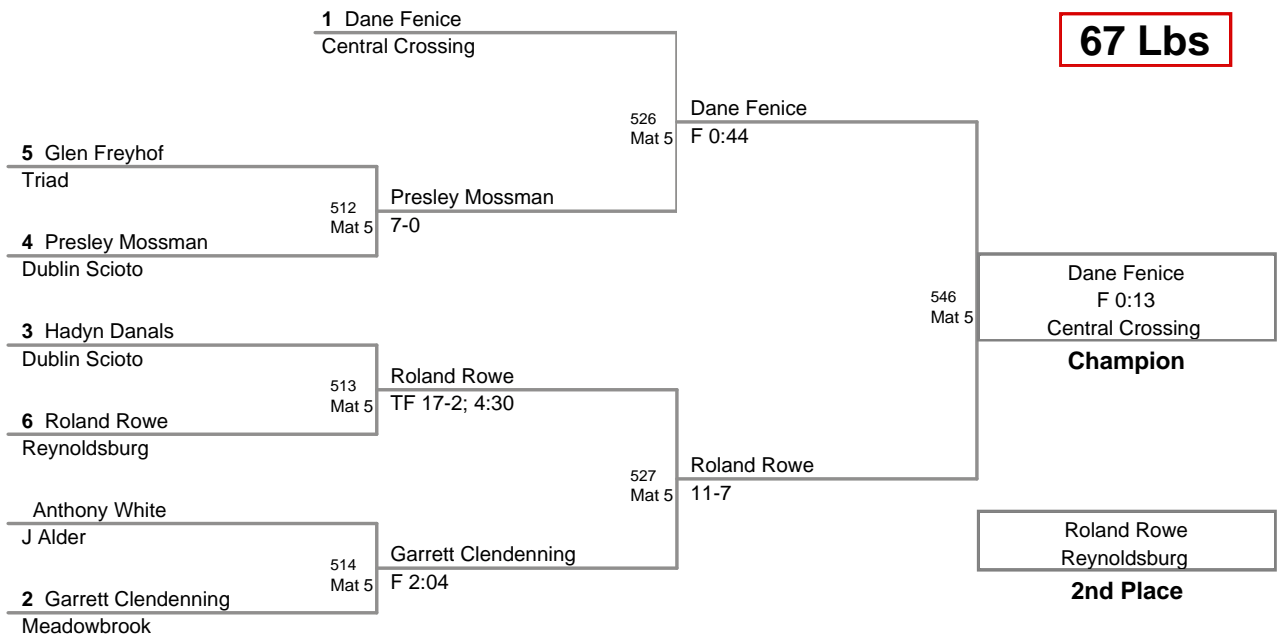 1 Dane Fenice
Central Crossing
67 Lbs
526
Mat 5
Dane Fenice
F 0:44
5 Glen Freyhof
Triad
512
Mat 5
Presley Mossman
7-0
4 Presley Mossman
Dublin Scioto
546
Mat 5
Dane Fenice
F 0:13
Central Crossing
Champion
3 Hadyn Danals
Dublin Scioto
513
Mat 5
Roland Rowe
TF 17-2; 4:30
6 Roland Rowe
Reynoldsburg
527
Mat 5
Roland Rowe
11-7
Anthony White
J Alder
514
Mat 5
Garrett Clendenning
F 2:04
2 Garrett Clendenning
Meadowbrook
Roland Rowe
Reynoldsburg
2nd Place